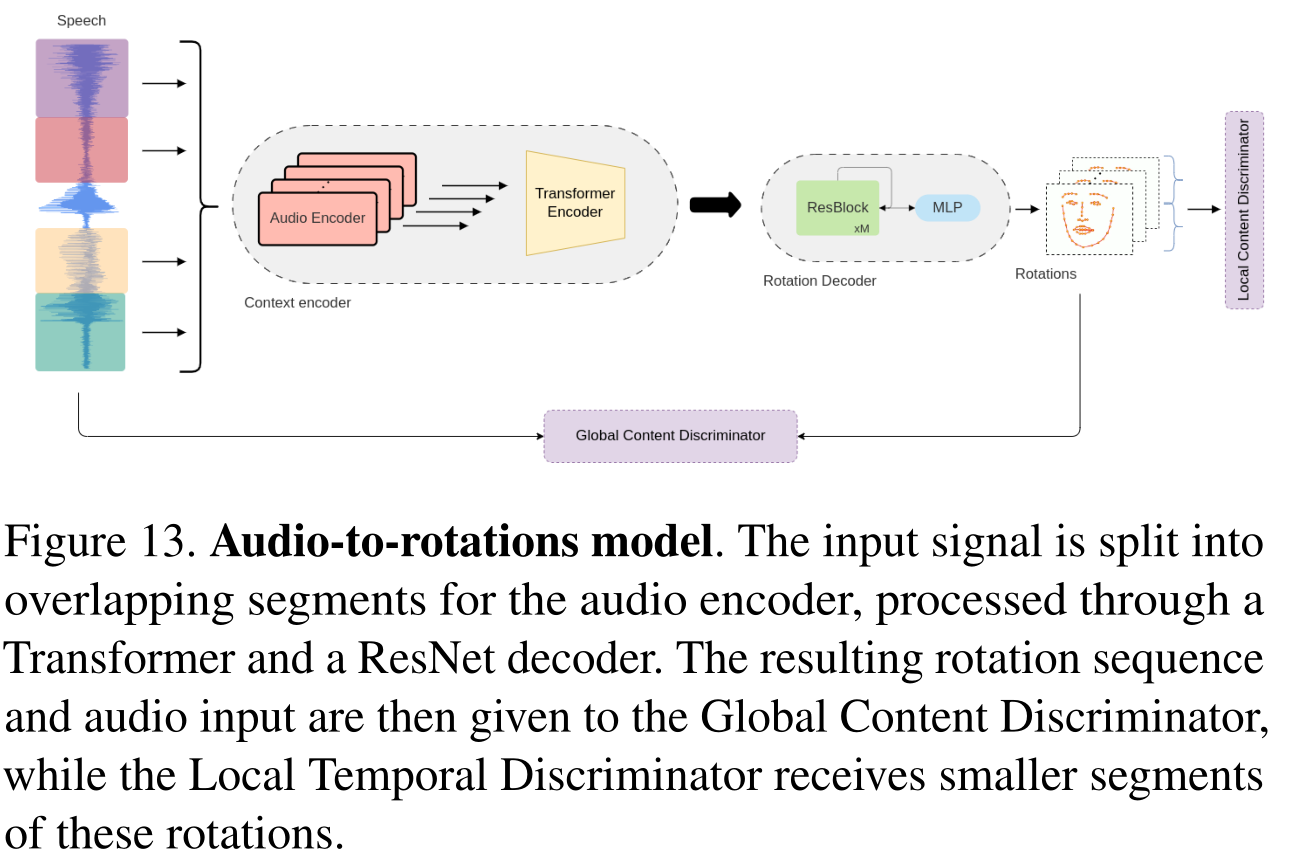 Speech
Audio Encoder
Transformer
Encoder
Context encoder
ResBlock
xM
MLP
Rotation Decoder
Rotations
Local Content Discriminator
Global Content Discriminator
Figure 13. Audio-to-rotations model. The input signal is split into
overlapping segments for the audio encoder, processed through a
Transformer and a ResNet decoder. The resulting rotation sequence
and audio input are then given to the Global Content Discriminator,
while the Local Temporal Discriminator receives smaller segments
of these rotations.